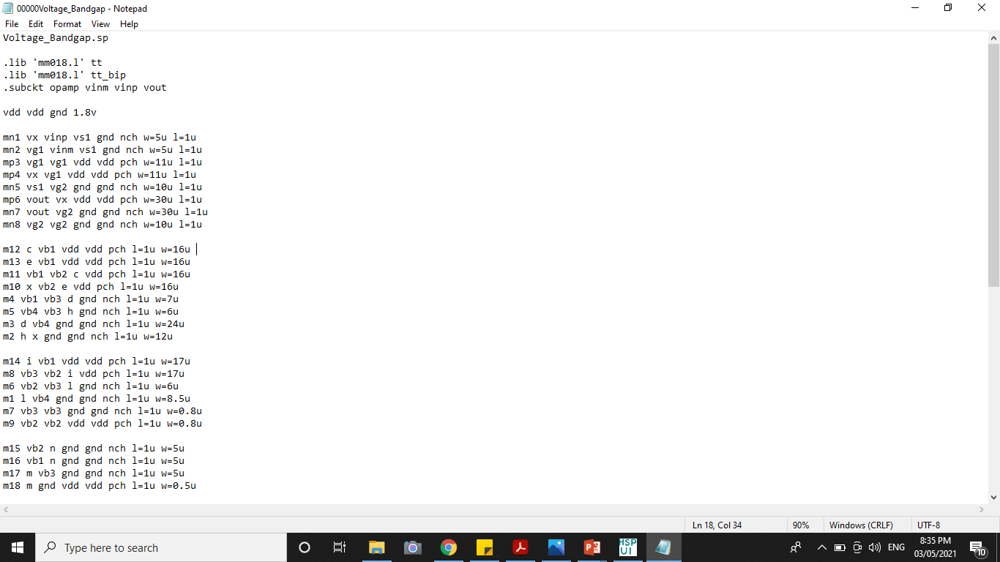 00000Voltage_Bandgap - Notepad
File Edit Format View Help
Voltage_Bandgap.sp
.lib 'mm018.l' tt
.lib 'mm018.l' tt_bip
.subckt opamp vinm vinp vout
vdd vdd gnd 1.8v
mn1 vx vinp vs1 gnd nch w=5u l=1u
mn2 vg1 vinm vs1 gnd nch w=5u l=1u
mp3 vg1 vg1 vdd vdd pch w=11u l=1u
mp4 vx vg1 vdd vdd pch w=11u l=1u
mn5 vs1 vg2 gnd gnd nch w=10u l=1u
mp6 vout vx vdd vdd pch w=30u l=1u
mn7 vout vg2 gnd gnd nch w=30u l=1u
mn8 vg2 vg2 gnd gnd nch w=10u l=1u
m12 c vb1 vdd vdd pch l=1u w=16u
m13 e vb1 vdd vdd pch l=1u w=16u
m11 vb1 vb2 c vdd pch l=1u w=16u
m10 x vb2 e vdd pch l=1u w=16u
m4 vb1 vb3 d gnd nch l=1u w=7u
m5 vb4 vb3 h gnd nch l=1u w=6u
m3 d vb4 gnd gnd nch l=1u w=24u
m2 h x gnd gnd nch l=1u w=12u
m14 i vb1 vdd vdd pch l=1u w=17u
m8 vb3 vb2 i vdd pch l=1u w=17u
m6 vb2 vb3 l gnd nch l=1u w=6u
m1 l vb4 gnd gnd nch l=1u w=8.5u
m7 vb3 vb3 gnd gnd nch l=1u w=0.8u
m9 vb2 vb2 vdd vdd pch l=1u w=0.8u
m15 vb2 n gnd gnd nch l=1u w=5u
m16 vb1 n gnd gnd nch l=1u w=5u
m17 m vb3 gnd gnd nch l=1u w=5u
m18 m gnd vdd vdd pch l=1u w=0.5u
Ln 18, Col 34 90% Windows (CRLF) UTF-8
Type here to search
HSP
UI
ENG
8:35 PM
03/05/2021
10